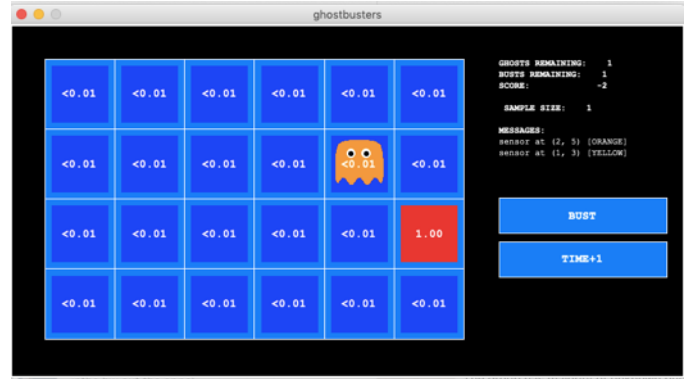 ghostbusters
GHOSTS REMAINING: 1
BUSTS REMAINING: 1
SCORE: -2
SAMPLE SIZE: 1
MESSAGES:
sensor at (2, 5) [ORANGE]
sensor at (1, 3) [YELLOW]
<0.01 <0.01 <0.01 <0.01 <0.01 <0.01
<0.01 <0.01 <0.01 <0.01 <0.01 <0.01
<0.01 <0.01 <0.01 <0.01 <0.01 1.00
<0.01 <0.01 <0.01 <0.01 <0.01 <0.01
BUST
TIME+1